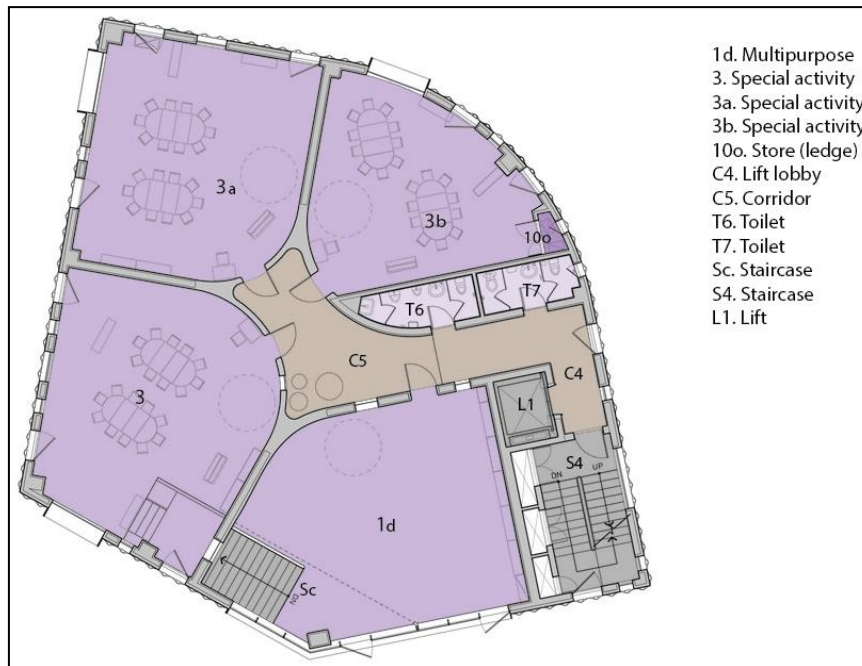 1d. Multipurpose
3. Special activity
3a. Special activity
3b. Special activity
10o. Store (ledge)
C4. Lift lobby
C5. Corridor
T6. Toilet
T7. Toilet
Sc. Staircase
S4. Staircase
L1. Lift
3a
3b
10o
T7
T6
C5
C4
3
L1
S4
DN
UP
1d
Sc
DN